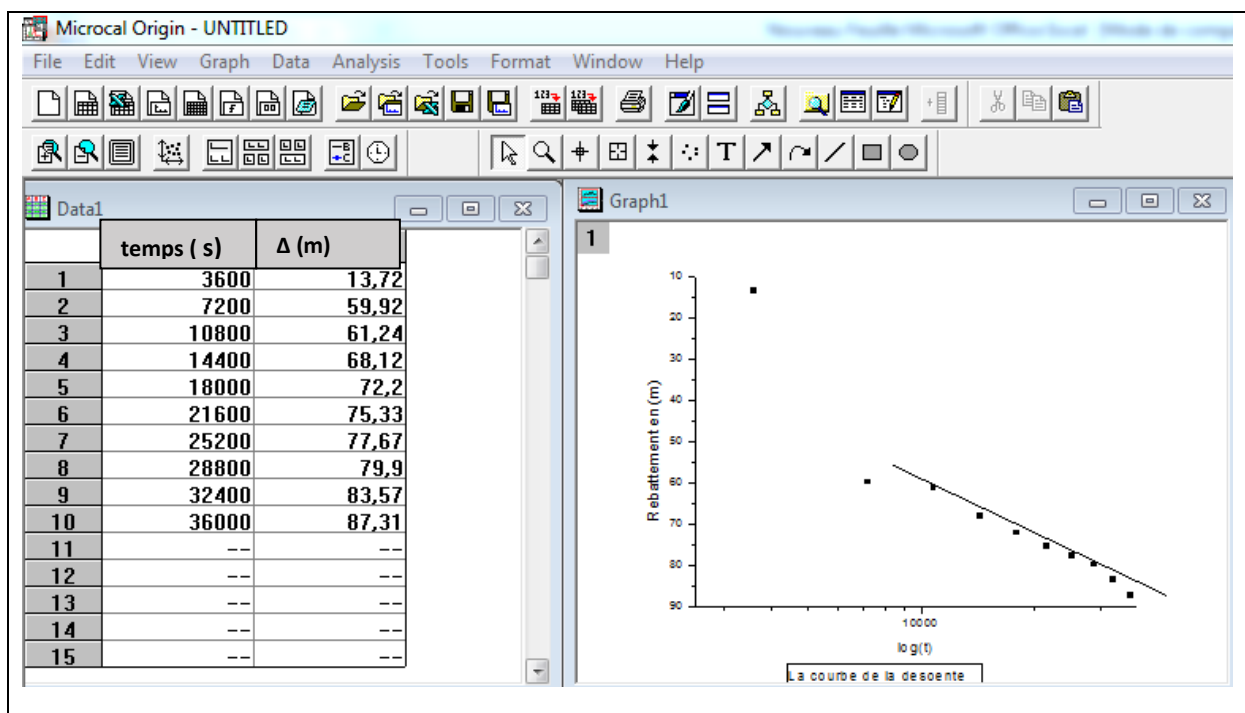 Microcal Origin - UNTITLED
File Edit View Graph Data Analysis Tools Format Window Help
Data1
temps ( s) Δ (m)
1 3600 13,72
2 7200 59,92
3 10800 61,24
4 14400 68,12
5 18000 72,2
6 21600 75,33
7 25200 77,67
8 28800 79,9
9 32400 83,57
10 36000 87,31
11 -- --
12 -- --
13 -- --
14 -- --
15 -- --
Graph1
1
10
20
30
40
50
60
70
80
90
Rebattement en (m)
10000
log(t)
La courbe de la descente